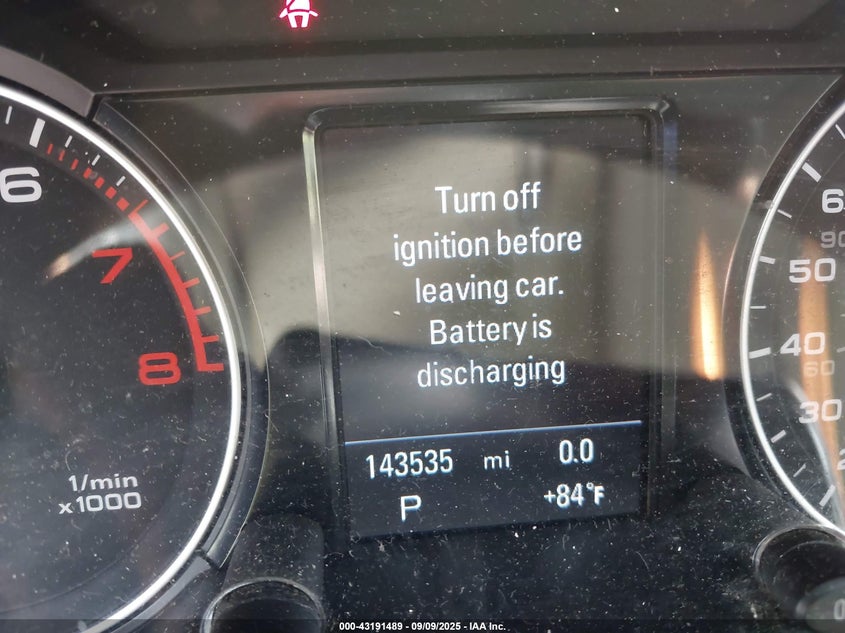 6
7
8
1/min
x1000
Turn off
ignition before
leaving car.
Battery is
discharging
143535 mi 0.0
P +84°F
90
50
40
60
30
000-43191489 - 09/09/2025 - IAA Inc.